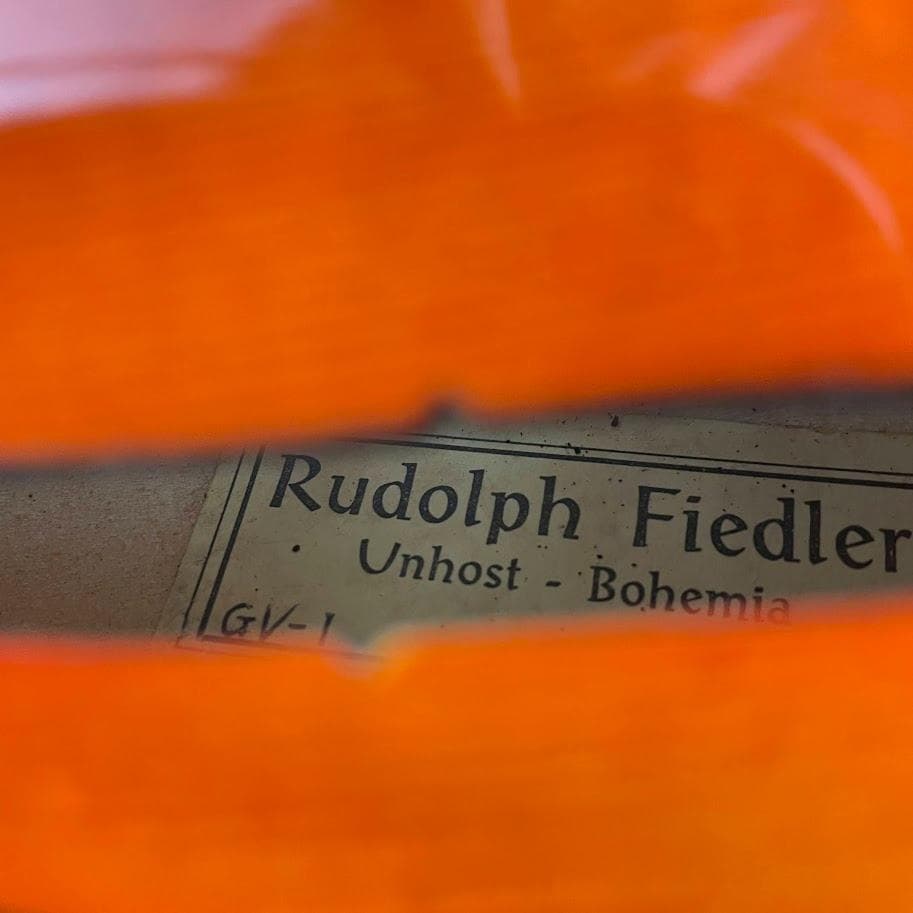 Rudolph Fiedler
Unhost - Bohemia
GV-1